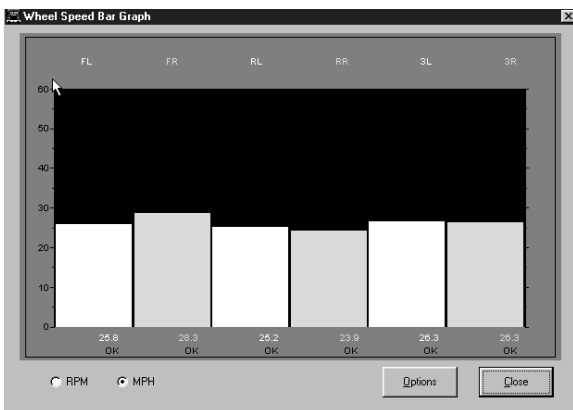 Wheel Speed Bar Graph
FL FR RL RR 3L 3R
60
50
40
30
20
10
0
25.8 28.3 25.2 23.9 26.3 26.3
OK OK OK OK OK OK
RPM MPH Options Close